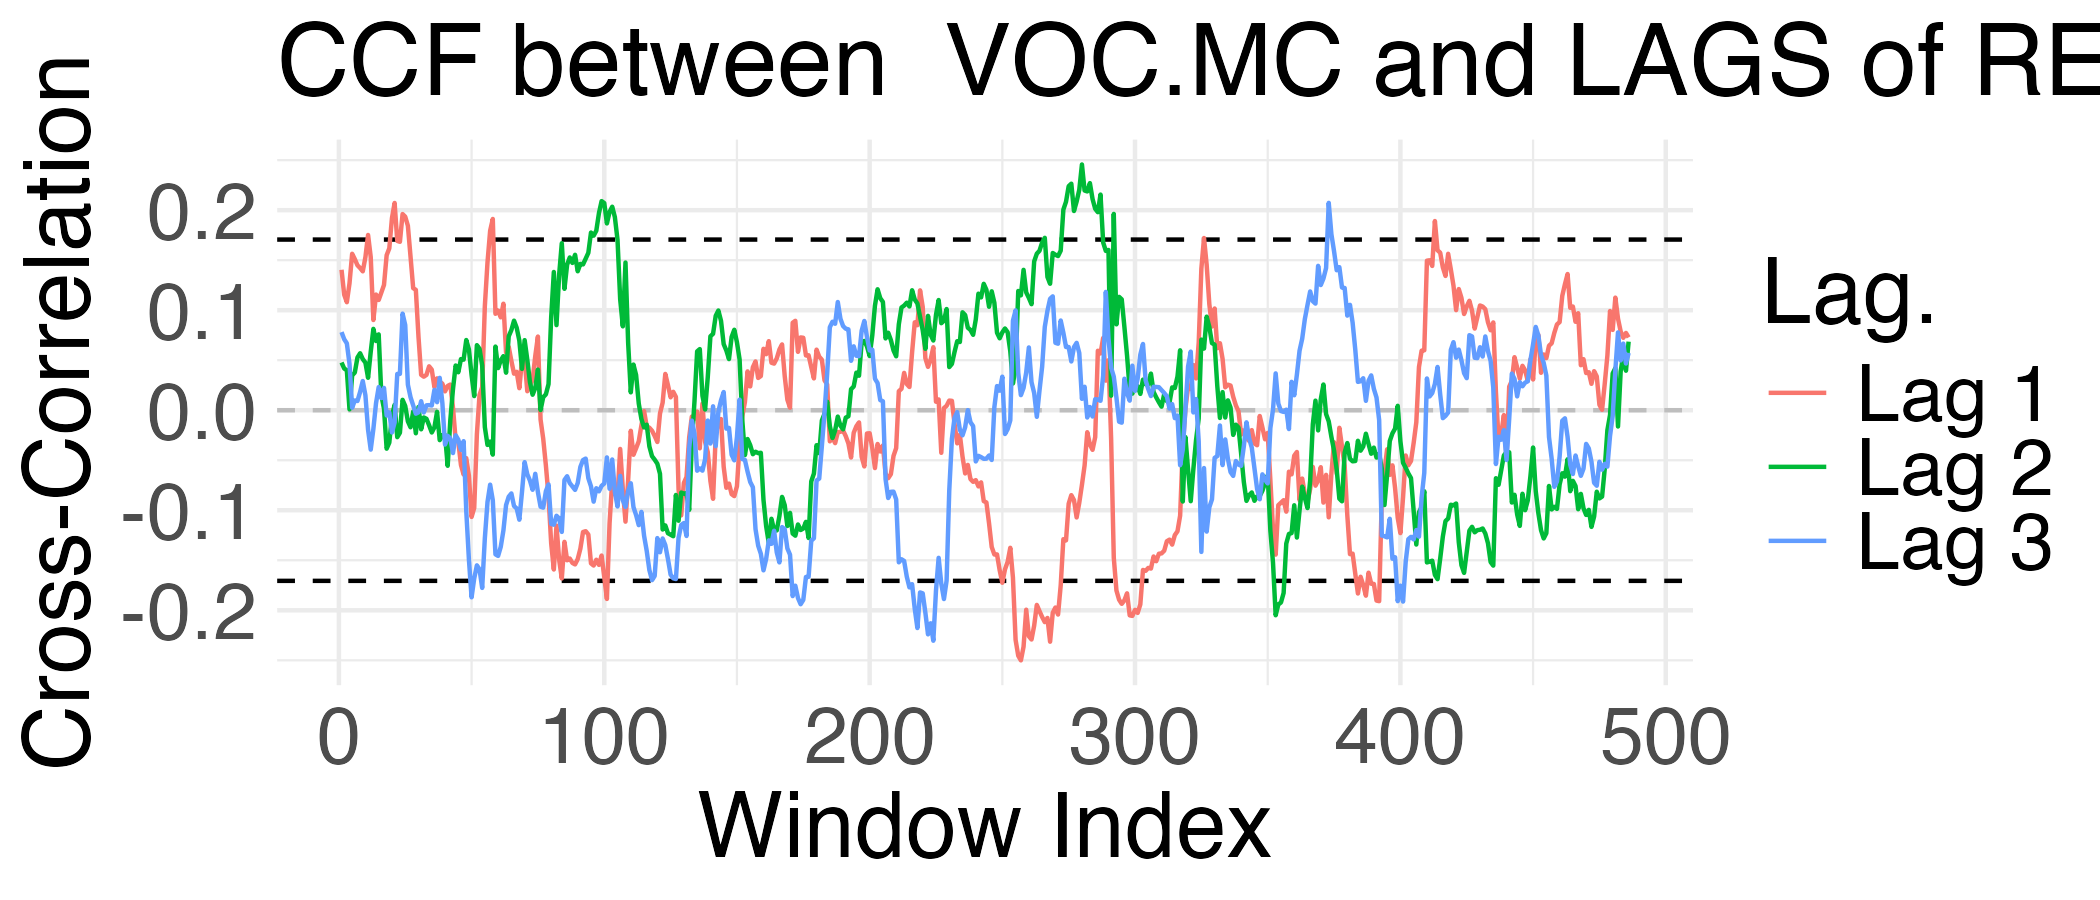 CCF between VOC.MC and LAGS of RE
Cross-Correlation
0.2
0.1
0.0
-0.1
-0.2
0 100 200 300 400 500
Window Index
Lag.
Lag 1
Lag 2
Lag 3